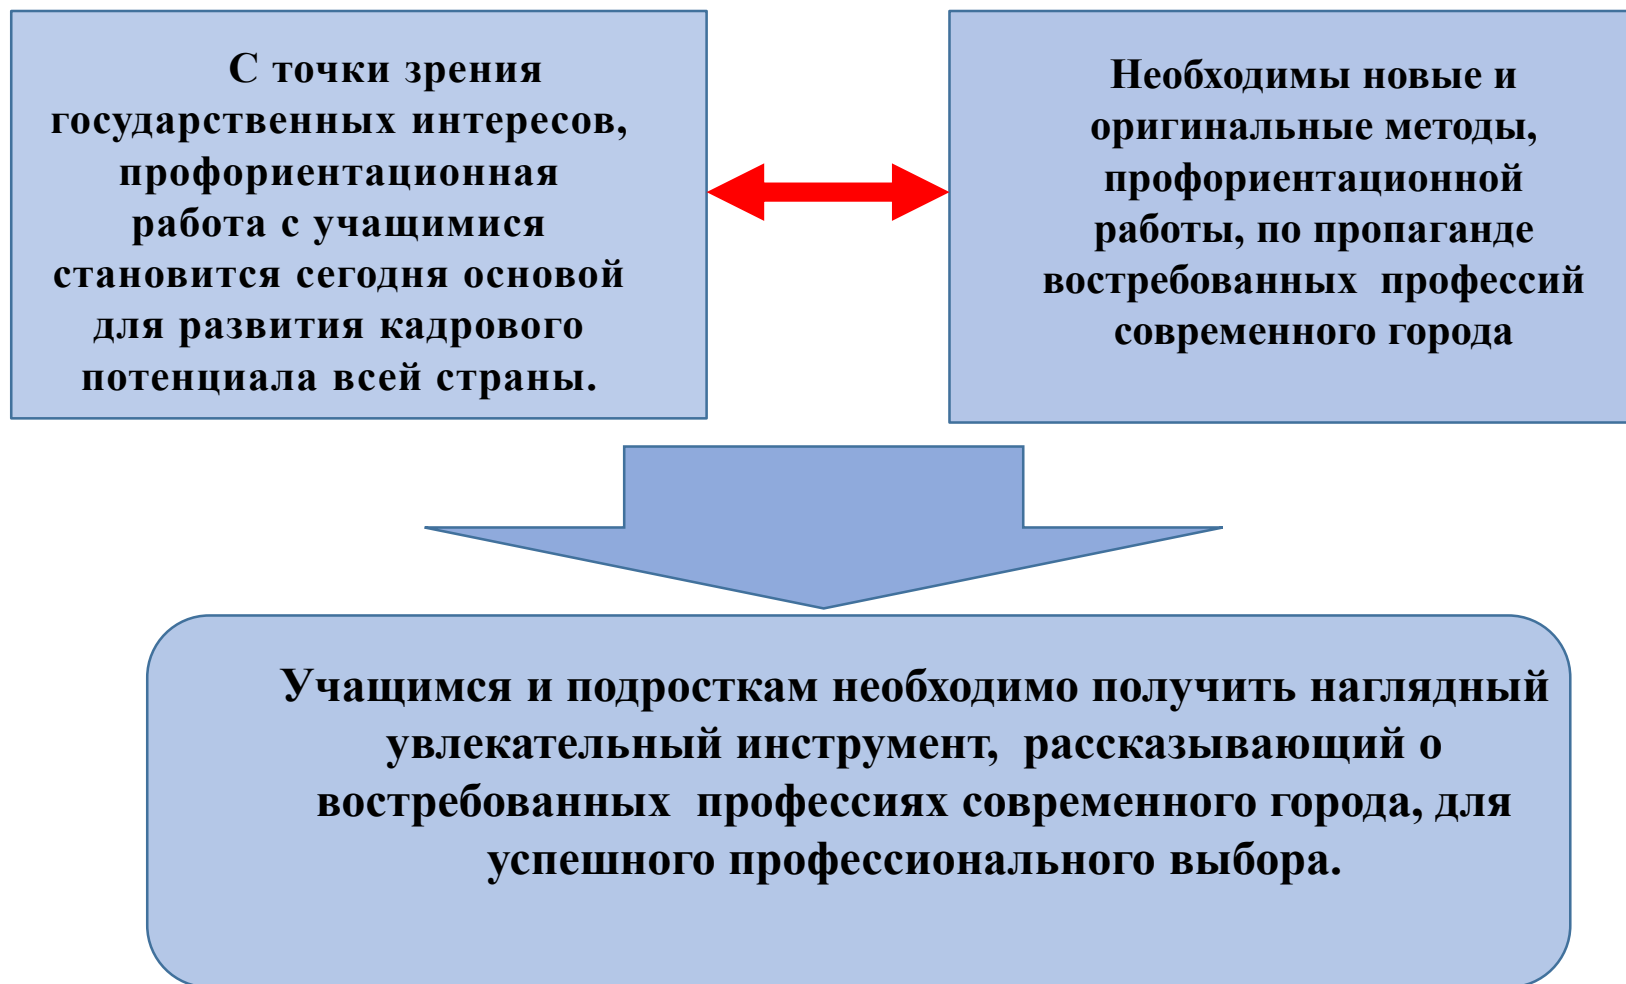 С точки зрения
государственных интересов,
профориентационная
работа с учащимися
становится сегодня основой
для развития кадрового
потенциала всей страны.
Необходимы новые и
оригинальные методы,
профориентационной
работы, по пропаганде
востребованных  профессий
современного города
Учащимся и подросткам необходимо получить наглядный
увлекательный инструмент,  рассказывающий о
востребованных  профессиях современного города, для
успешного профессионального выбора.